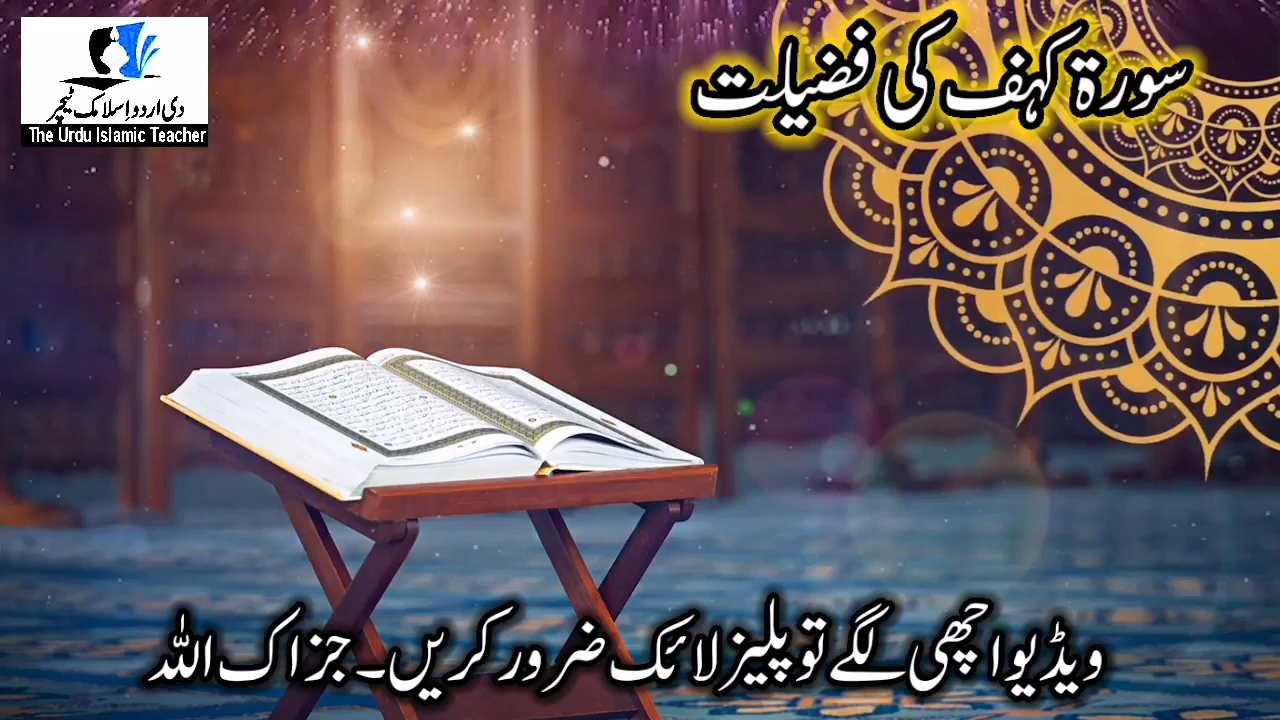 سورۃ کہف کی فضیلت
دی اردو اسلامک ٹیچر
The Urdu Islamic Teacher
ویڈیو اچھی لگے تو پلیز لائک ضرور کریں۔ جزاک اللہ